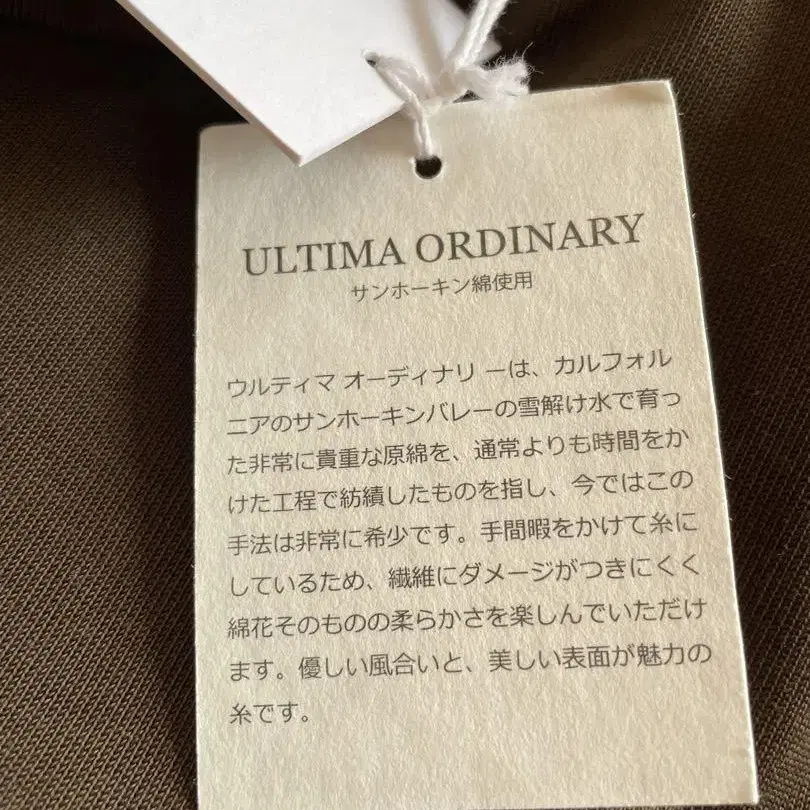 ULTIMA ORDINARY
サンホーキン綿使用
ウルティマ オーディナリ ーは、カルフォル
ニアのサンホーキンバレーの雪解け水で育っ
た非常に貴重な原綿を、通常よりも時間をか
けた工程で紡績したものを指し、今ではこの
手法は非常に希少です。手間暇をかけて糸に
しているため、繊維にダメージがつきにくく
綿花そのものの柔らかさを楽しんでいただけ
ます。優しい風合いと、美しい表面が魅力の
糸です。